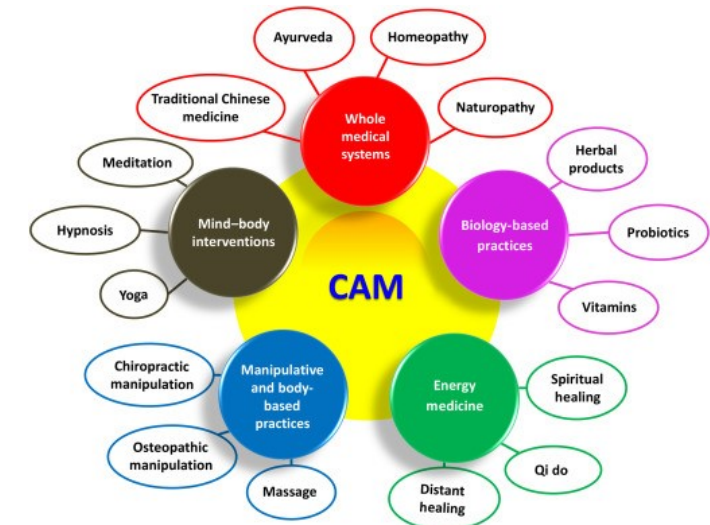 Ayurveda
Homeopathy
Traditional Chinese
medicine
Naturopathy
Whole
medical
systems
Meditation
Hypnosis
Yoga
Mind–body
interventions
Herbal
products
Probiotics
Vitamins
Biology-based
practices
CAM
Chiropractic
manipulation
Osteopathic
manipulation
Massage
Manipulative
and body-
based
practices
Energy
medicine
Spiritual
healing
Qi do
Distant
healing